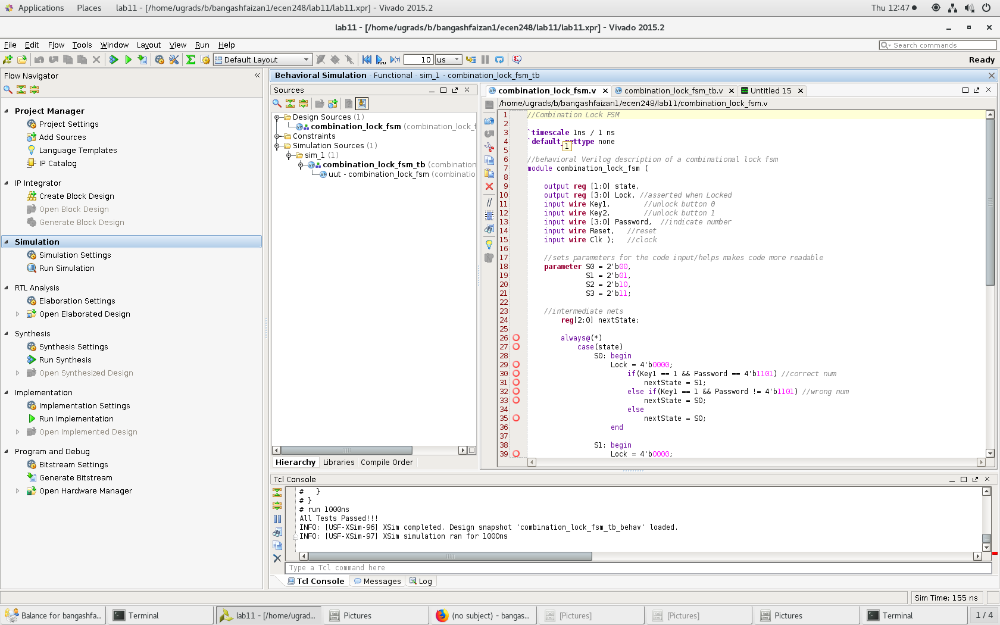 Applications Places lab11 - [/home/ugrads/b/bangashfaizan1/ecen248/lab11/lab11.xpr] - Vivado 2015.2 Thu 12:47
lab11 - [/home/ugrads/b/bangashfaizan1/ecen248/lab11/lab11.xpr] - Vivado 2015.2
File Edit Flow Tools Window Layout View Run Help Search commands
Default Layout 10 us Ready
Flow Navigator
Project Manager
Project Settings
Add Sources
Language Templates
IP Catalog
IP Integrator
Create Block Design
Open Block Design
Generate Block Design
Simulation
Simulation Settings
Run Simulation
RTL Analysis
Elaboration Settings
Open Elaborated Design
Synthesis
Synthesis Settings
Run Synthesis
Open Synthesized Design
Implementation
Implementation Settings
Run Implementation
Open Implemented Design
Program and Debug
Bitstream Settings
Generate Bitstream
Open Hardware Manager
Behavioral Simulation - Functional - sim_1 - combination_lock_fsm_tb
Sources
Design Sources (1)
combination_lock_fsm (combination_lock_f
Constraints
Simulation Sources (1)
sim_1 (1)
combination_lock_fsm_tb (combination
uut - combination_lock_fsm (combinatio
Hierarchy Libraries Compile Order
combination_lock_fsm.v combination_lock_fsm_tb.v Untitled 15
/home/ugrads/b/bangashfaizan1/ecen248/lab11/combination_lock_fsm.v
1 //Combination Lock FSM
2
3 `timescale 1ns / 1 ns
4 `default_nettype none
1
5
6 //behavioral Verilog description of a combinational lock fsm
7 module combination_lock_fsm (
8
9 output reg [1:0] state,
10 output reg [3:0] Lock, //asserted when Locked
11 input wire Key1, //unlock button 0
12 input wire Key2, //unlock button 1
13 input wire [3:0] Password, //indicate number
14 input wire Reset, //reset
15 input wire Clk ); //clock
16
17 //sets parameters for the code input/helps makes code more readable
18 parameter S0 = 2'b00,
19 S1 = 2'b01,
20 S2 = 2'b10,
21 S3 = 2'b11;
22
23 //intermediate nets
24 reg[2:0] nextState;
25
26 always@(*)
27 case(state)
28 S0: begin
29 Lock = 4'b0000;
30 if(Key1 == 1 && Password == 4'b1101) //correct num
31 nextState = S1;
32 else if(Key1 == 1 && Password != 4'b1101) //wrong num
33 nextState = S0;
34 else
35 nextState = S0;
36 end
37
38 S1: begin
39 Lock = 4'b0000;
Tcl Console
# }
# }
# run 1000ns
All Tests Passed!!!
INFO: [USF-XSim-96] XSim completed. Design snapshot 'combination_lock_fsm_tb_behav' loaded.
INFO: [USF-XSim-97] XSim simulation ran for 1000ns
Type a Tcl command here
Tcl Console Messages Log
Sim Time: 155 ns
Balance for bangashfa... Terminal lab11 - [/home/ugrad... Pictures (no subject) - bangas... [Pictures] [Pictures] Pictures Terminal 1 / 4